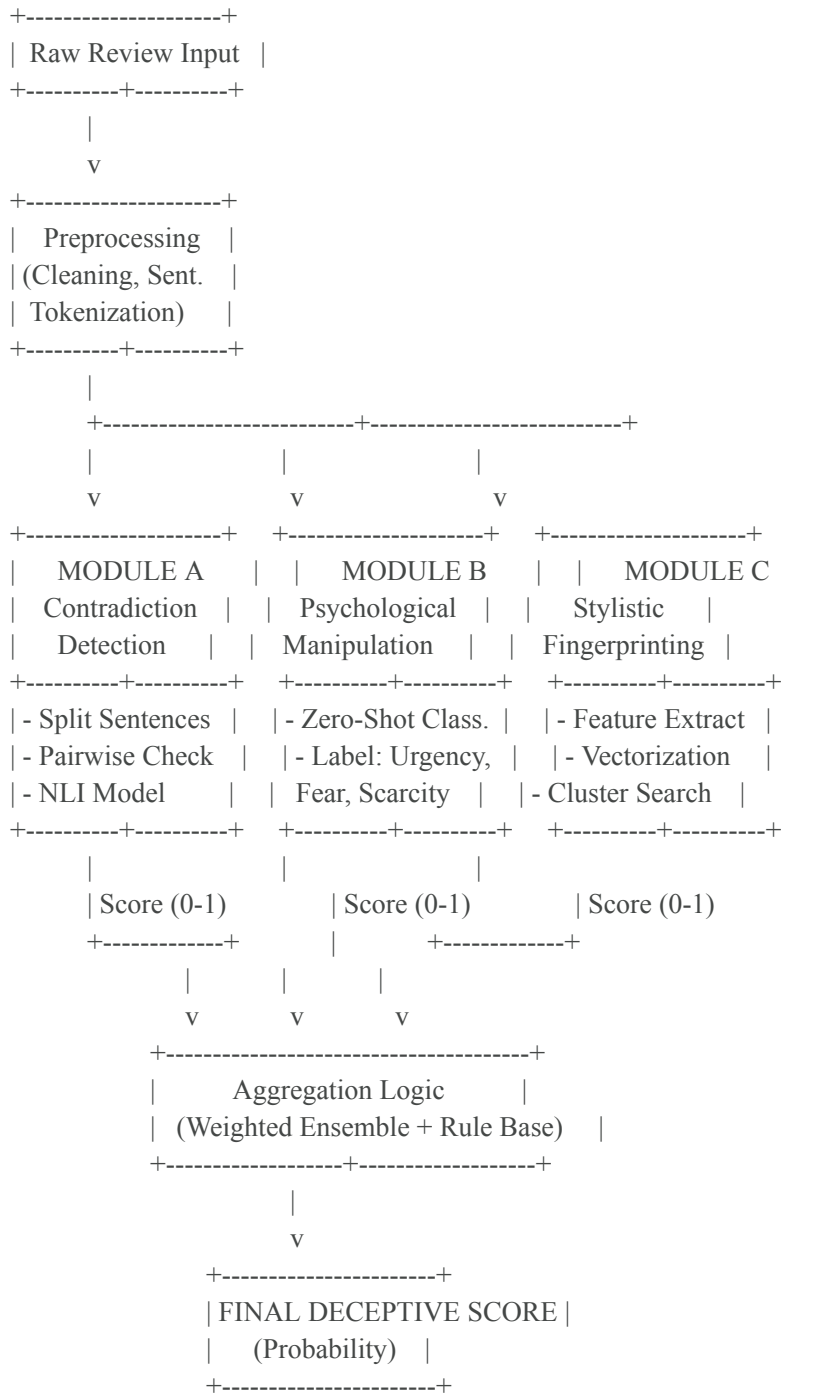 +---------------------+
| Raw Review Input |
+----------+----------+
|
v
+---------------------+
| Preprocessing |
| (Cleaning, Sent. |
| Tokenization) |
+----------+----------+
|
+---------------------------+---------------------------+
| | |
v v v
+---------------------+ +---------------------+ +---------------------+
| MODULE A | | MODULE B | | MODULE C
| Contradiction | | Psychological | | Stylistic |
| Detection | | Manipulation | | Fingerprinting |
+----------+----------+ +----------+----------+ +----------+----------+
| - Split Sentences | | - Zero-Shot Class. | | - Feature Extract |
| - Pairwise Check | | - Label: Urgency, | | - Vectorization |
| - NLI Model | | Fear, Scarcity | | - Cluster Search |
+----------+----------+ +----------+----------+ +----------+----------+
| | |
| Score (0-1) | Score (0-1) | Score (0-1)
+-------------+ | +-------------+
| | |
v v v
+---------------------------------------+
| Aggregation Logic |
| (Weighted Ensemble + Rule Base) |
+-------------------+-------------------+
|
v
+-----------------------+
| FINAL DECEPTIVE SCORE |
| (Probability) |
+-----------------------+